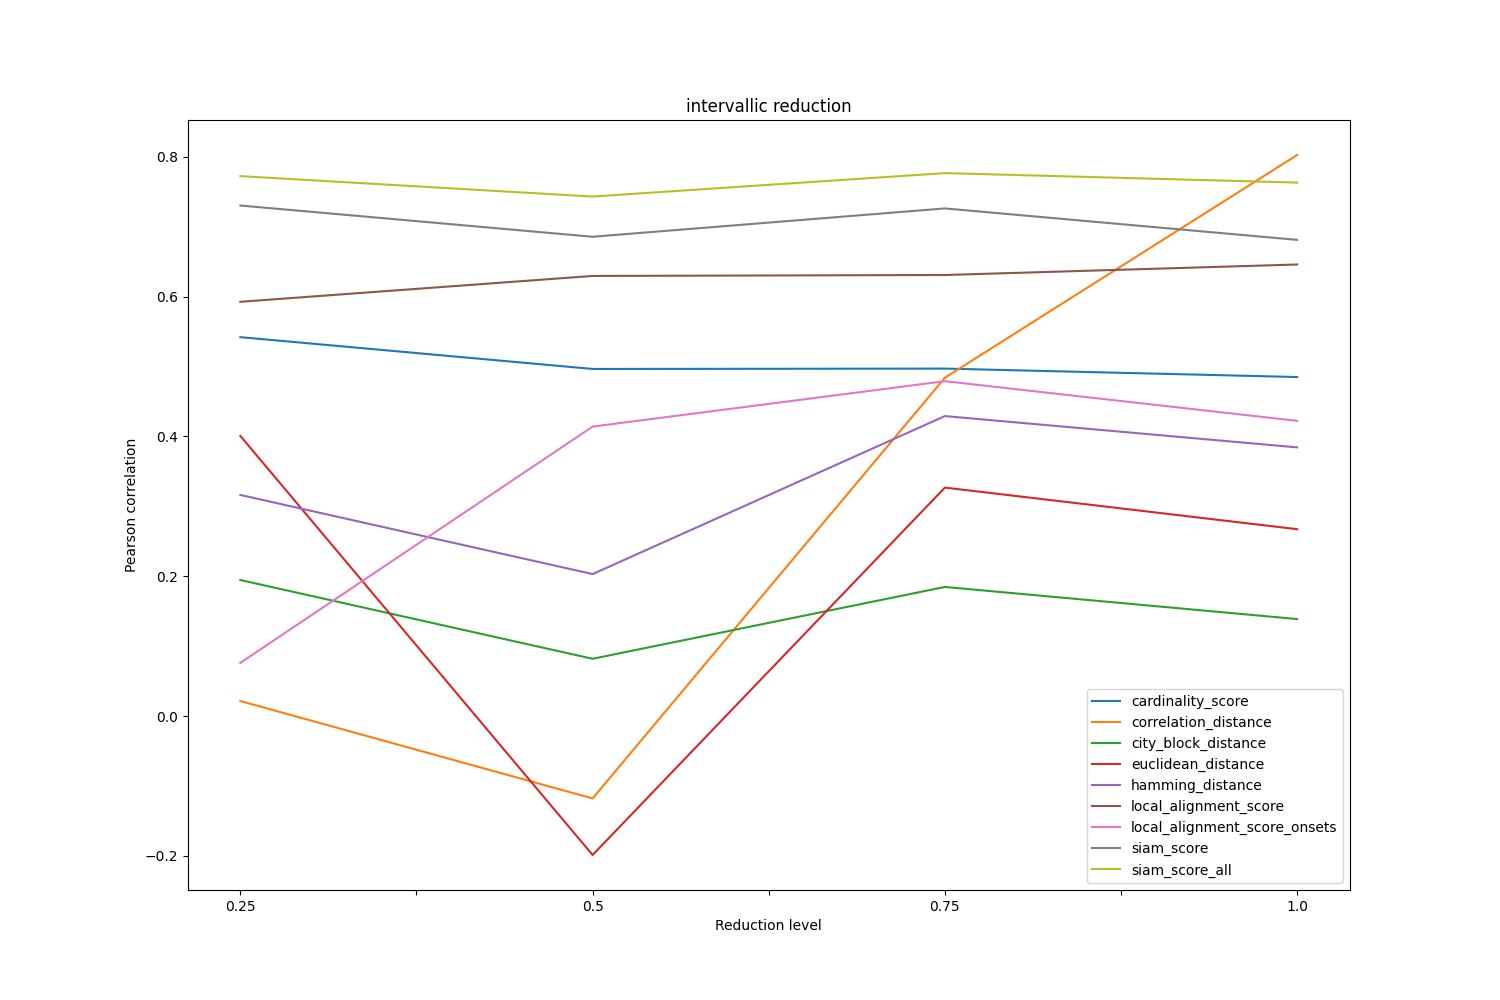 intervallic reduction
0.8
0.6
0.4
0.2
0.0
−0.2
Pearson correlation
0.25 0.5 0.75 1.0
Reduction level
cardinality_score
correlation_distance
city_block_distance
euclidean_distance
hamming_distance
local_alignment_score
local_alignment_score_onsets
siam_score
siam_score_all